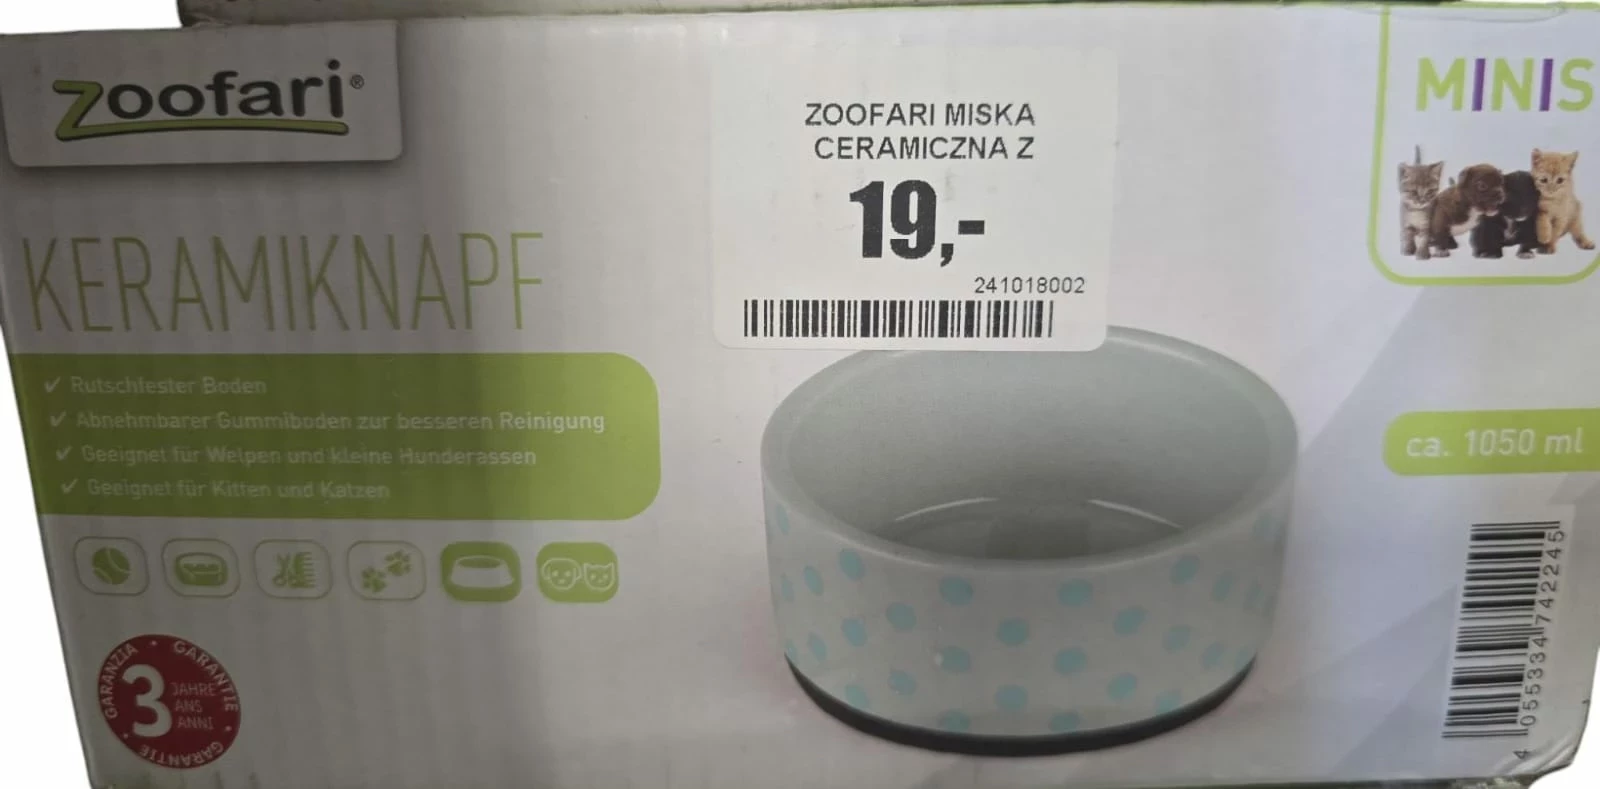 zoofari®
KERAMIKNAPF
✓ Rutschfester Boden
✓ Abnehmbarer Gummiboden zur besseren Reinigung
✓ Geeignet für Welpen und kleine Hunderassen
✓ Geeignet für Kitten und Katzen
GARANZIA • GARANTIE • GARANTIE
3
JAHRE
ANS
ANNI
ZOOFARI MISKA
CERAMICZNA Z
19,-
241018002
MINIS
ca. 1050 ml
4 055334 742245